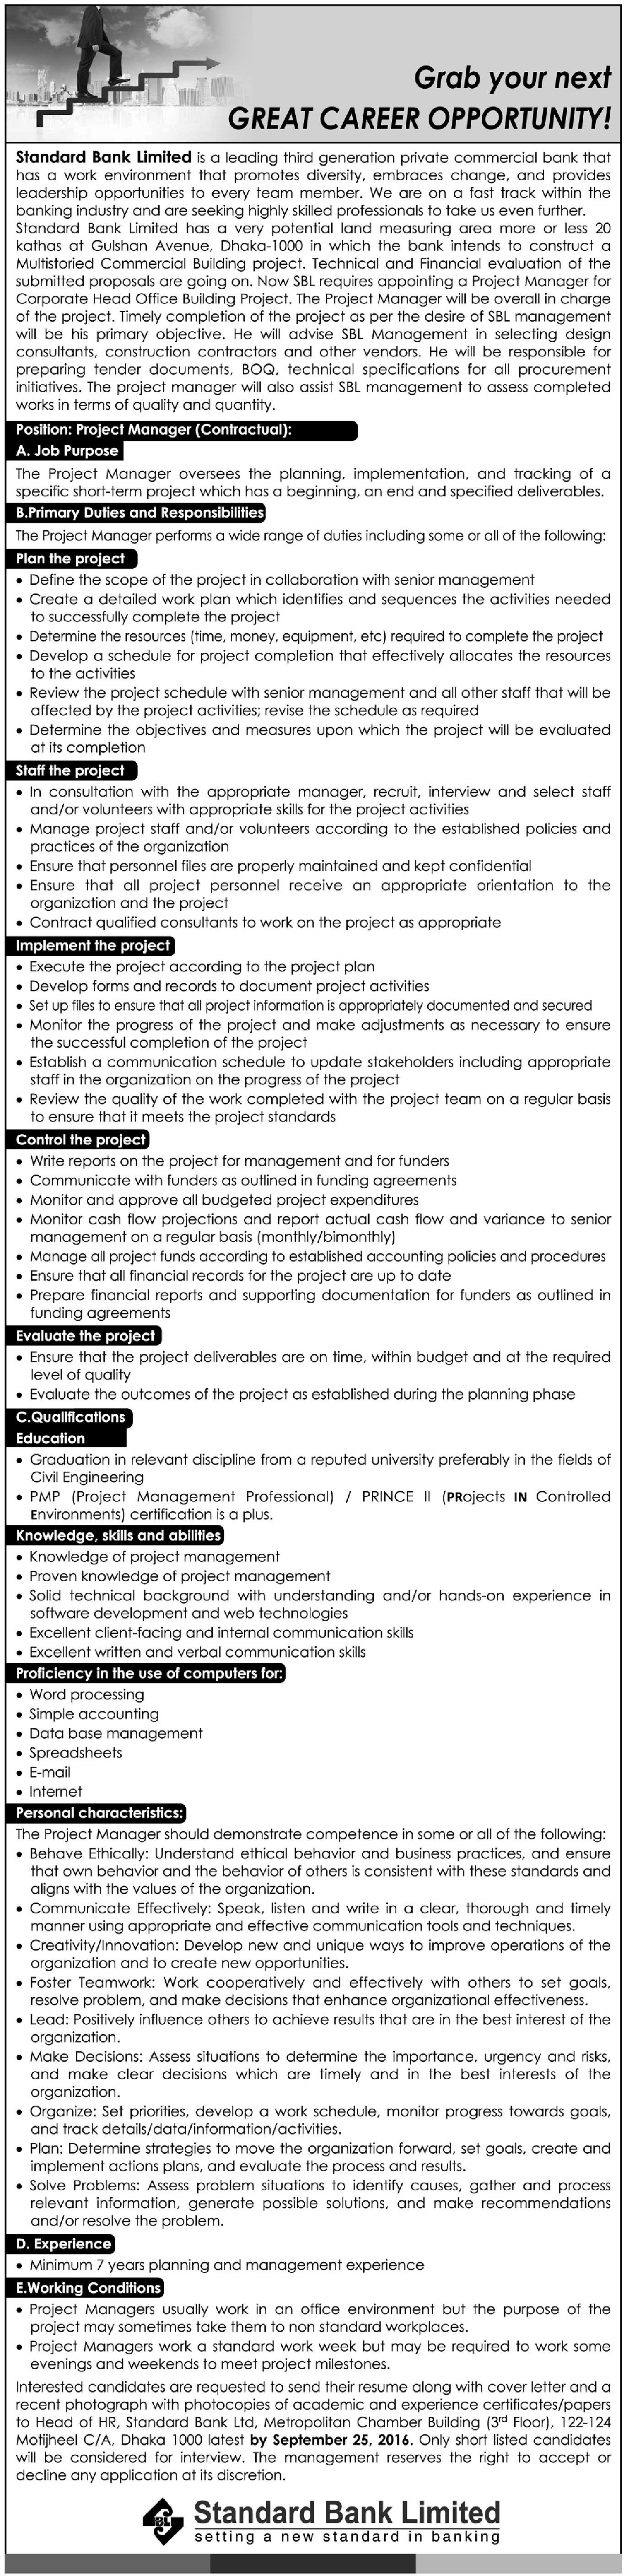 Grab your next
GREAT CAREER OPPORTUNITY!
Standard Bank Limited is a leading third generation private commercial bank that
has a work environment that promotes diversity, embraces change, and provides
leadership opportunities to every team member. We are on a fast track within the
banking industry and are seeking highly skilled professionals to take us even further.
Standard Bank Limited has a very potential land measuring area more or less 20
kathas at Gulshan Avenue, Dhaka-1000 in which the bank intends to construct a
Multistoried Commercial Building project. Technical and Financial evaluation of the
submitted proposals are going on. Now SBL requires appointing a Project Manager for
Corporate Head Office Building Project. The Project Manager will be overall in charge
of the project. Timely completion of the project as per the desire of SBL management
will be his primary objective. He will advise SBL Management in selecting design
consultants, construction contractors and other vendors. He will be responsible for
preparing tender documents, BOQ, technical specifications for all procurement
initiatives. The project manager will also assist SBL management to assess completed
works in terms of quality and quantity.
Position: Project Manager (Contractual):
A. Job Purpose
The Project Manager oversees the planning, implementation, and tracking of a
specific short-term project which has a beginning, an end and specified deliverables.
B.Primary Duties and Responsibilities
The Project Manager performs a wide range of duties including some or all of the following:
Plan the project
• Define the scope of the project in collaboration with senior management
• Create a detailed work plan which identifies and sequences the activities needed
to successfully complete the project
• Determine the resources (time, money, equipment, etc) required to complete the project
• Develop a schedule for project completion that effectively allocates the resources
to the activities
• Review the project schedule with senior management and all other staff that will be
affected by the project activities; revise the schedule as required
• Determine the objectives and measures upon which the project will be evaluated
at its completion
Staff the project
• In consultation with the appropriate manager, recruit, interview and select staff
and/or volunteers with appropriate skills for the project activities
• Manage project staff and/or volunteers according to the established policies and
practices of the organization
• Ensure that personnel files are properly maintained and kept confidential
• Ensure that all project personnel receive an appropriate orientation to the
organization and the project
• Contract qualified consultants to work on the project as appropriate
Implement the project
• Execute the project according to the project plan
• Develop forms and records to document project activities
• Set up files to ensure that all project information is appropriately documented and secured
• Monitor the progress of the project and make adjustments as necessary to ensure
the successful completion of the project
• Establish a communication schedule to update stakeholders including appropriate
staff in the organization on the progress of the project
• Review the quality of the work completed with the project team on a regular basis
to ensure that it meets the project standards
Control the project
• Write reports on the project for management and for funders
• Communicate with funders as outlined in funding agreements
• Monitor and approve all budgeted project expenditures
• Monitor cash flow projections and report actual cash flow and variance to senior
management on a regular basis (monthly/bimonthly)
• Manage all project funds according to established accounting policies and procedures
• Ensure that all financial records for the project are up to date
• Prepare financial reports and supporting documentation for funders as outlined in
funding agreements
Evaluate the project
• Ensure that the project deliverables are on time, within budget and at the required
level of quality
• Evaluate the outcomes of the project as established during the planning phase
C.Qualifications
Education
• Graduation in relevant discipline from a reputed university preferably in the fields of
Civil Engineering
• PMP (Project Management Professional) / PRINCE II (PRojects IN Controlled
Environments) certification is a plus.
Knowledge, skills and abilities
• Knowledge of project management
• Proven knowledge of project management
• Solid technical background with understanding and/or hands-on experience in
software development and web technologies
• Excellent client-facing and internal communication skills
• Excellent written and verbal communication skills
Proficiency in the use of computers for:
• Word processing
• Simple accounting
• Data base management
• Spreadsheets
• E-mail
• Internet
Personal characteristics:
The Project Manager should demonstrate competence in some or all of the following:
• Behave Ethically: Understand ethical behavior and business practices, and ensure
that own behavior and the behavior of others is consistent with these standards and
aligns with the values of the organization.
• Communicate Effectively: Speak, listen and write in a clear, thorough and timely
manner using appropriate and effective communication tools and techniques.
• Creativity/Innovation: Develop new and unique ways to improve operations of the
organization and to create new opportunities.
• Foster Teamwork: Work cooperatively and effectively with others to set goals,
resolve problem, and make decisions that enhance organizational effectiveness.
• Lead: Positively influence others to achieve results that are in the best interest of the
organization.
• Make Decisions: Assess situations to determine the importance, urgency and risks,
and make clear decisions which are timely and in the best interests of the
organization.
• Organize: Set priorities, develop a work schedule, monitor progress towards goals,
and track details/data/information/activities.
• Plan: Determine strategies to move the organization forward, set goals, create and
implement actions plans, and evaluate the process and results.
• Solve Problems: Assess problem situations to identify causes, gather and process
relevant information, generate possible solutions, and make recommendations
and/or resolve the problem.
D. Experience
• Minimum 7 years planning and management experience
E.Working Conditions
• Project Managers usually work in an office environment but the purpose of the
project may sometimes take them to non standard workplaces.
• Project Managers work a standard work week but may be required to work some
evenings and weekends to meet project milestones.
Interested candidates are requested to send their resume along with cover letter and a
recent photograph with photocopies of academic and experience certificates/papers
to Head of HR, Standard Bank Ltd, Metropolitan Chamber Building (3rd Floor), 122-124
Motijheel C/A, Dhaka 1000 latest by September 25, 2016. Only short listed candidates
will be considered for interview. The management reserves the right to accept or
decline any application at its discretion.
SBL
Standard Bank Limited
setting a new standard in banking